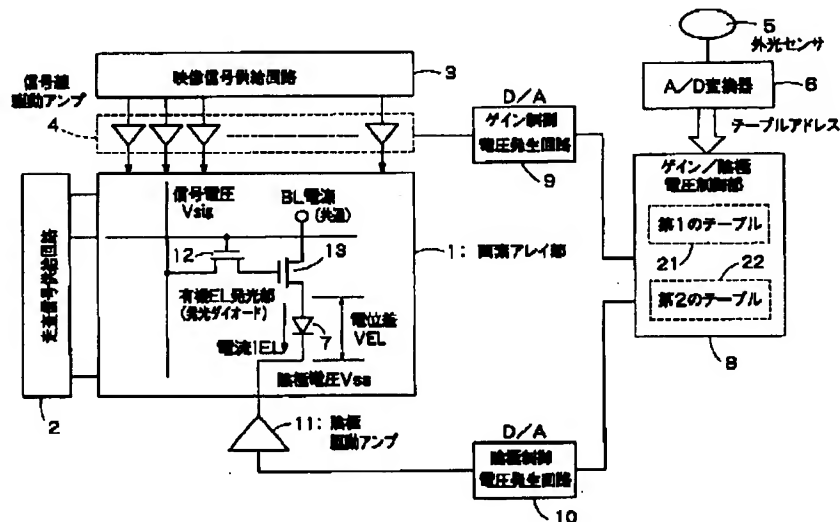 5
外光センサ
映像信号供給回路
3
信号線
駆動アンプ
A/D変換器
6
4
D/A
ゲイン制御
電圧発生回路
9
テーブルアドレス
ゲイン/陰極
電圧制御部
第1のテーブル
21
22
第2のテーブル
8
走査信号供給回路
2
信号電圧
Vsig
EL電源
(共通)
12
13
1:画素アレイ部
有機EL発光部
(発光ダイオード)
7
電位差
VEL
電流IEL
陰極電圧Vss
11:陰極
駆動アンプ
D/A
陰極制御
電圧発生回路
10